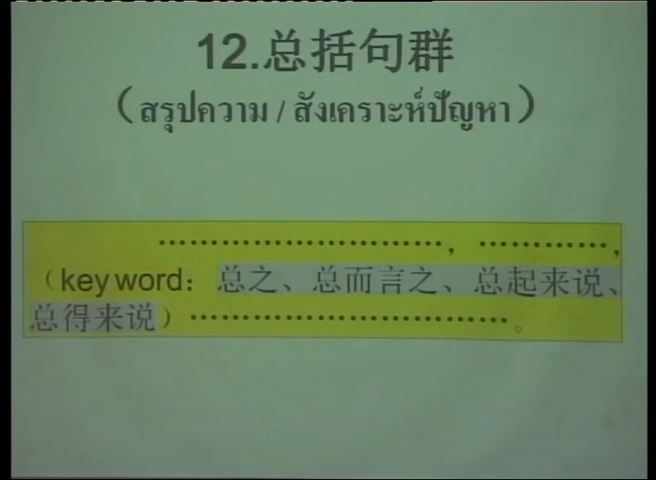 12.总括句群
（สรุปความ / สังเคราะห์ปัญหา）
…………………………, ……………,
（key word：总之、总而言之、总起来说、
总得来说）……………………………。